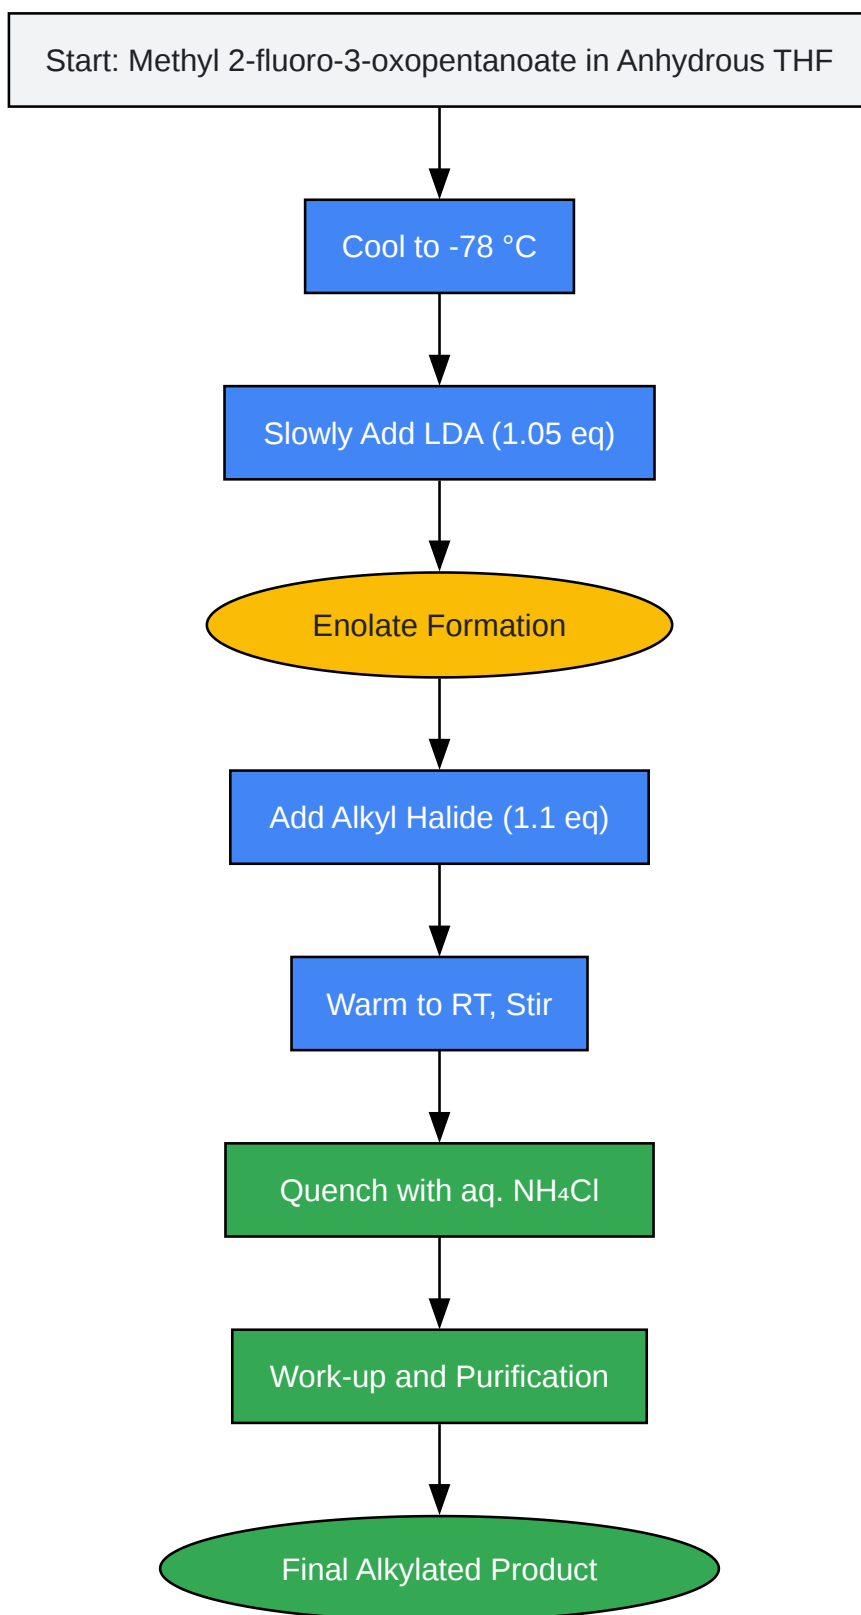 Start: Methyl 2-fluoro-3-oxopentanoate in Anhydrous THF
Cool to -78 °C
Slowly Add LDA (1.05 eq)
Enolate Formation
Add Alkyl Halide (1.1 eq)
Warm to RT, Stir
Quench with aq. NH₄Cl
Work-up and Purification
Final Alkylated Product